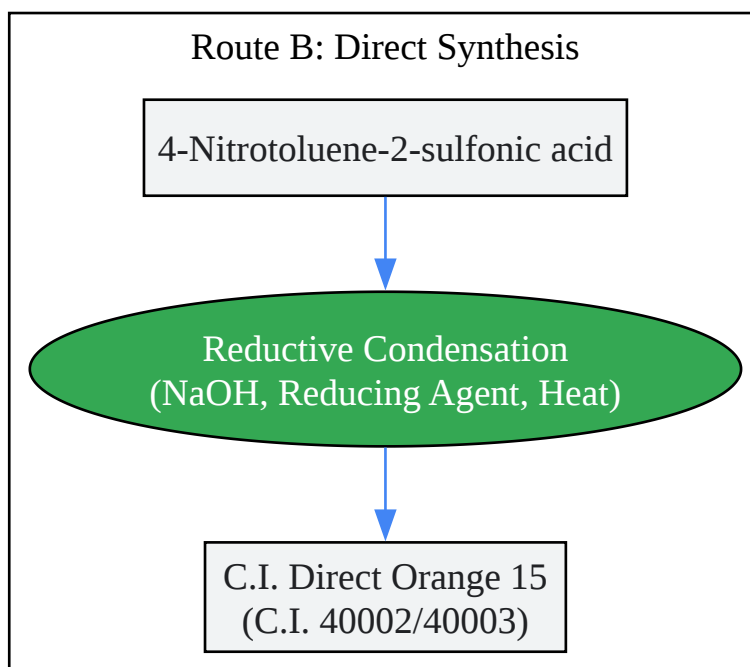 Route B: Direct Synthesis
4-Nitrotoluene-2-sulfonic acid
Reductive Condensation
(NaOH, Reducing Agent, Heat)
C.I. Direct Orange 15
(C.I. 40002/40003)